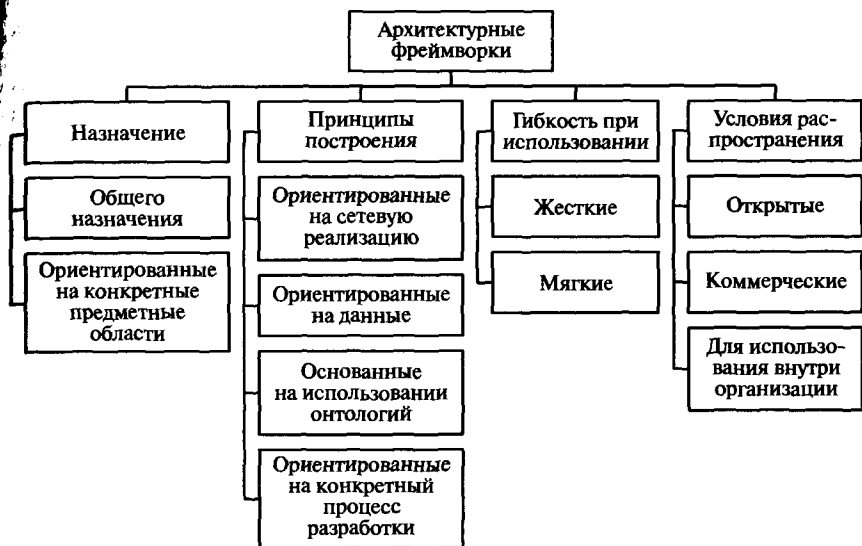 Архитектурные
фреймворки
Назначение
Общего
назначения
Ориентированные
на конкретные
предметные
области
Принципы
построения
Ориентированные
на сетевую
реализацию
Ориентированные
на данные
Основанные
на использовании
онтологий
Ориентированные
на конкретный
процесс
разработки
Гибкость при
использовании
Жесткие
Мягкие
Условия рас-
пространения
Открытые
Коммерческие
Для использо-
вания внутри
организации